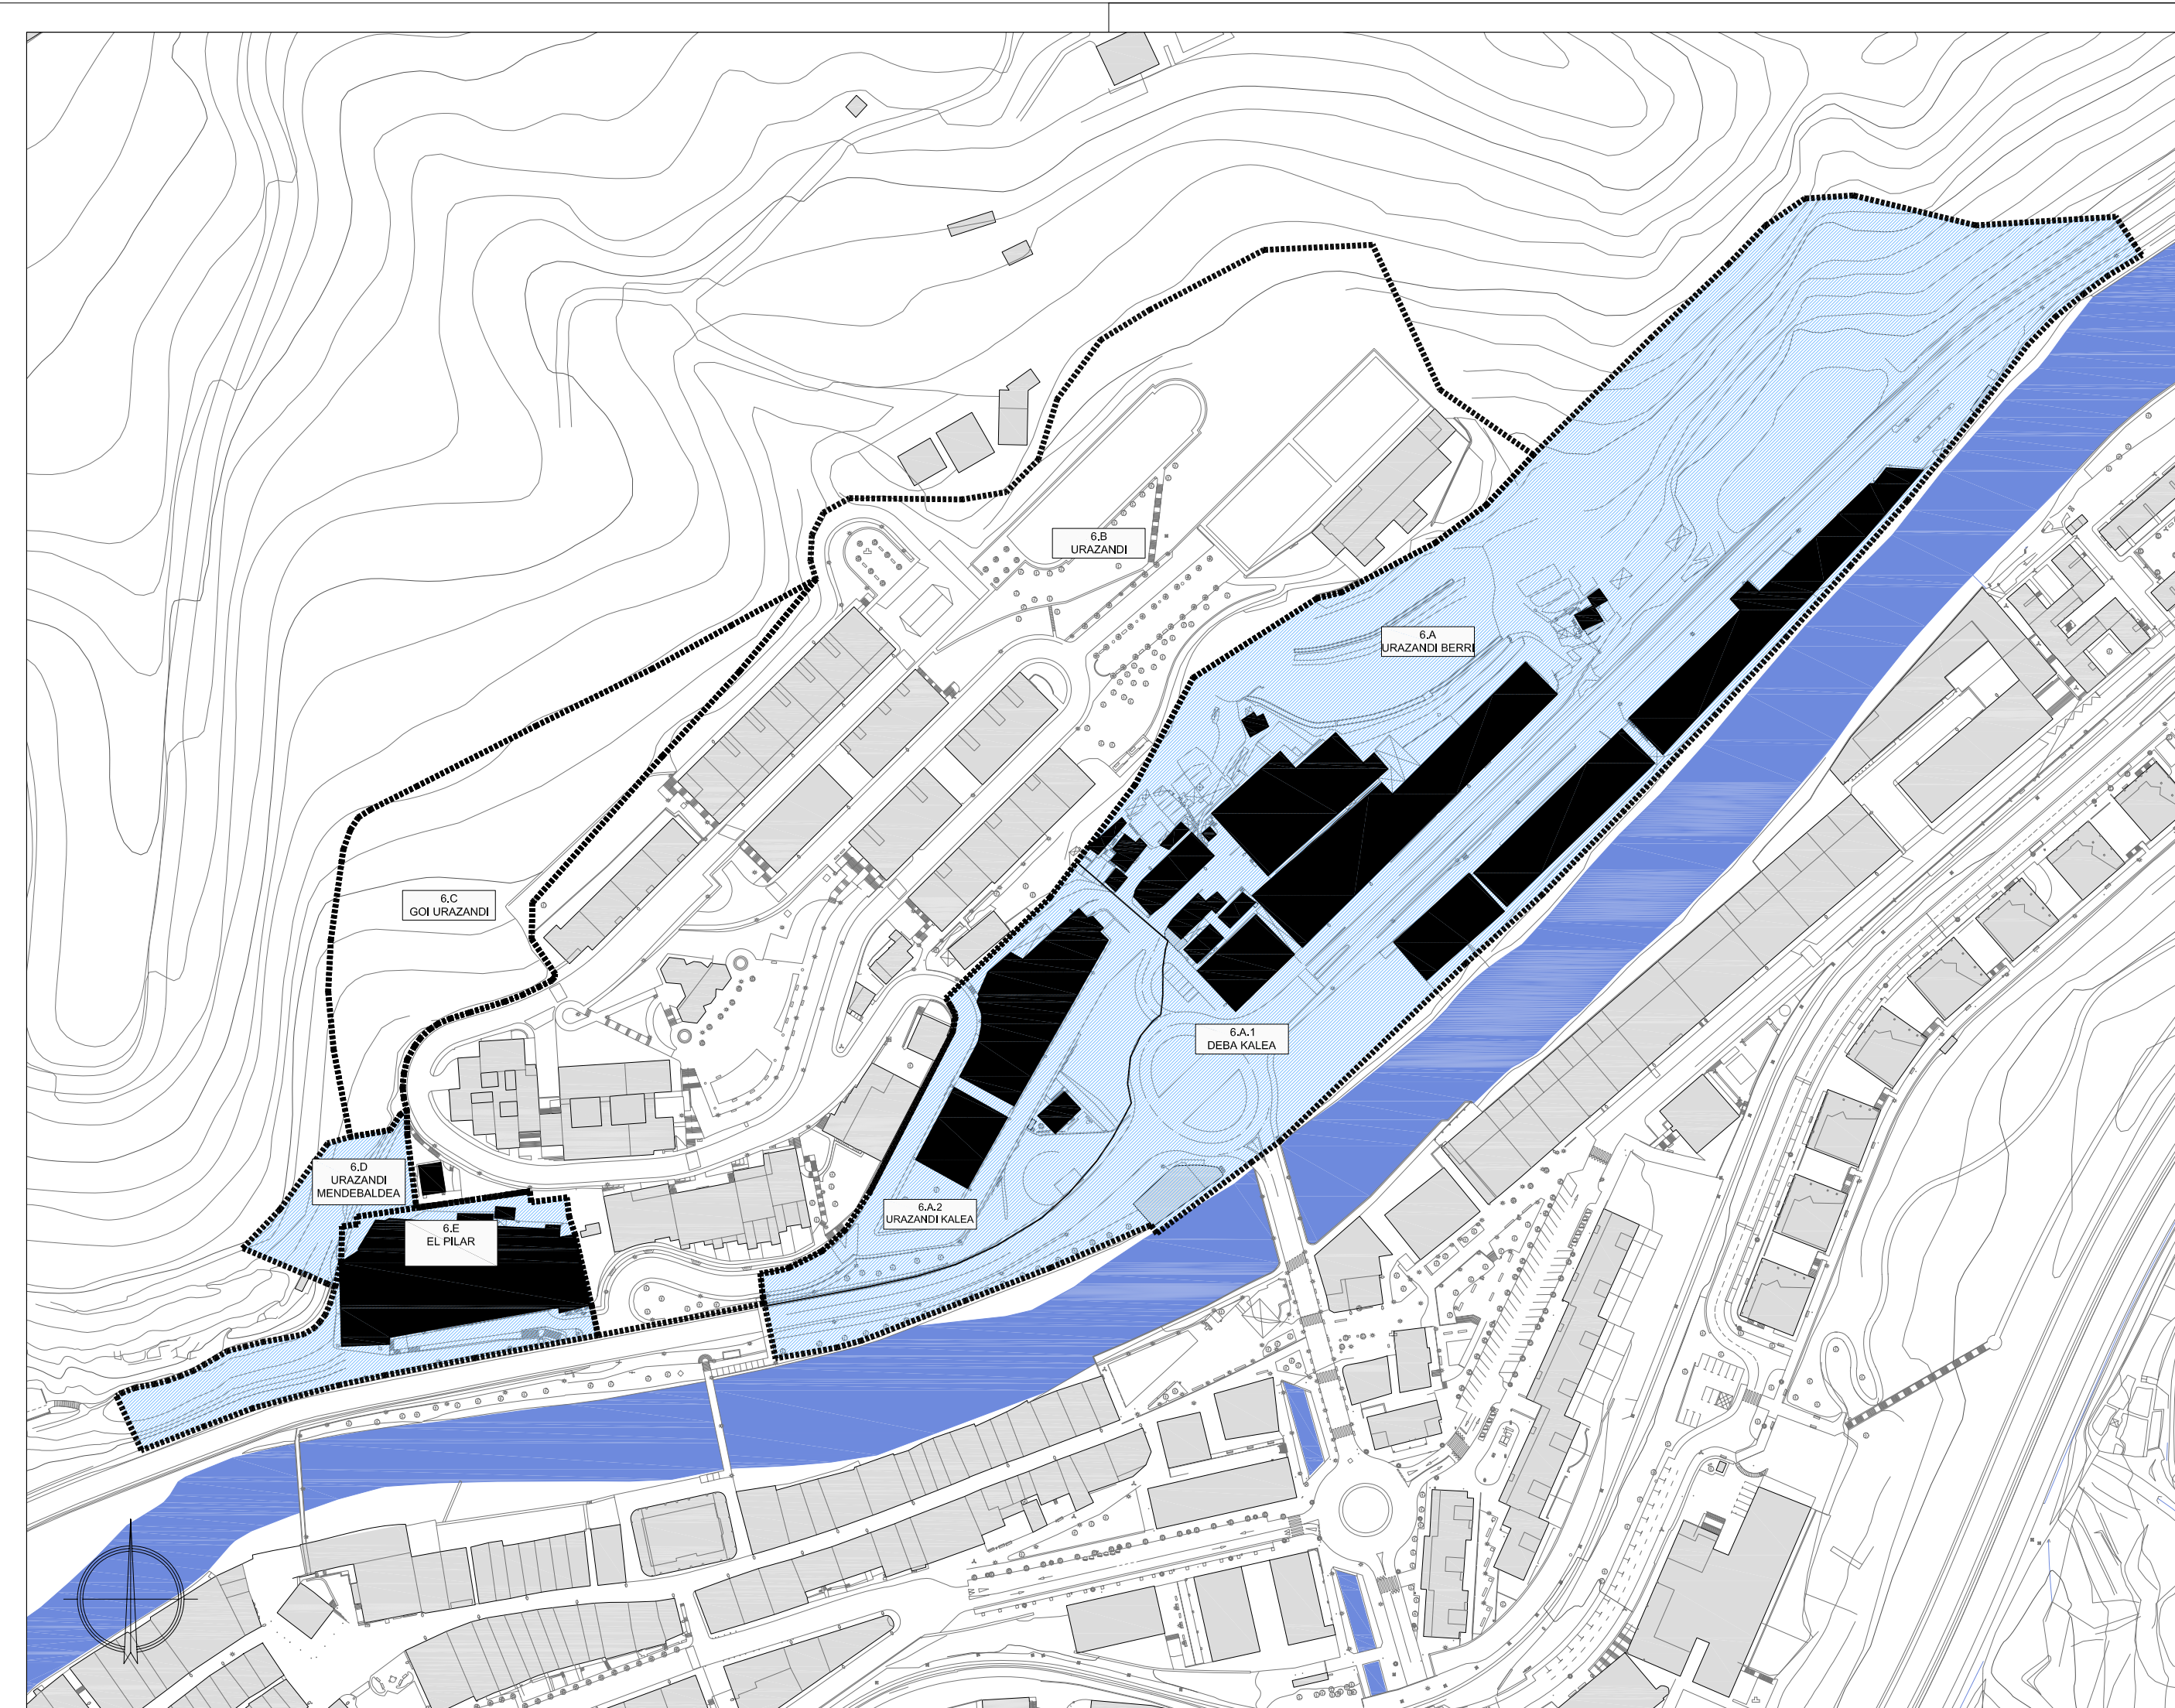 6.B
URAZANDI
6.A
URAZANDI BERRI
6.C
GOI URAZANDI
6.A.1
DEBA KALEA
6.D
URAZANDI
MENDEBALDEA
6.A.2
URAZANDI KALEA
6.E
EL PILAR